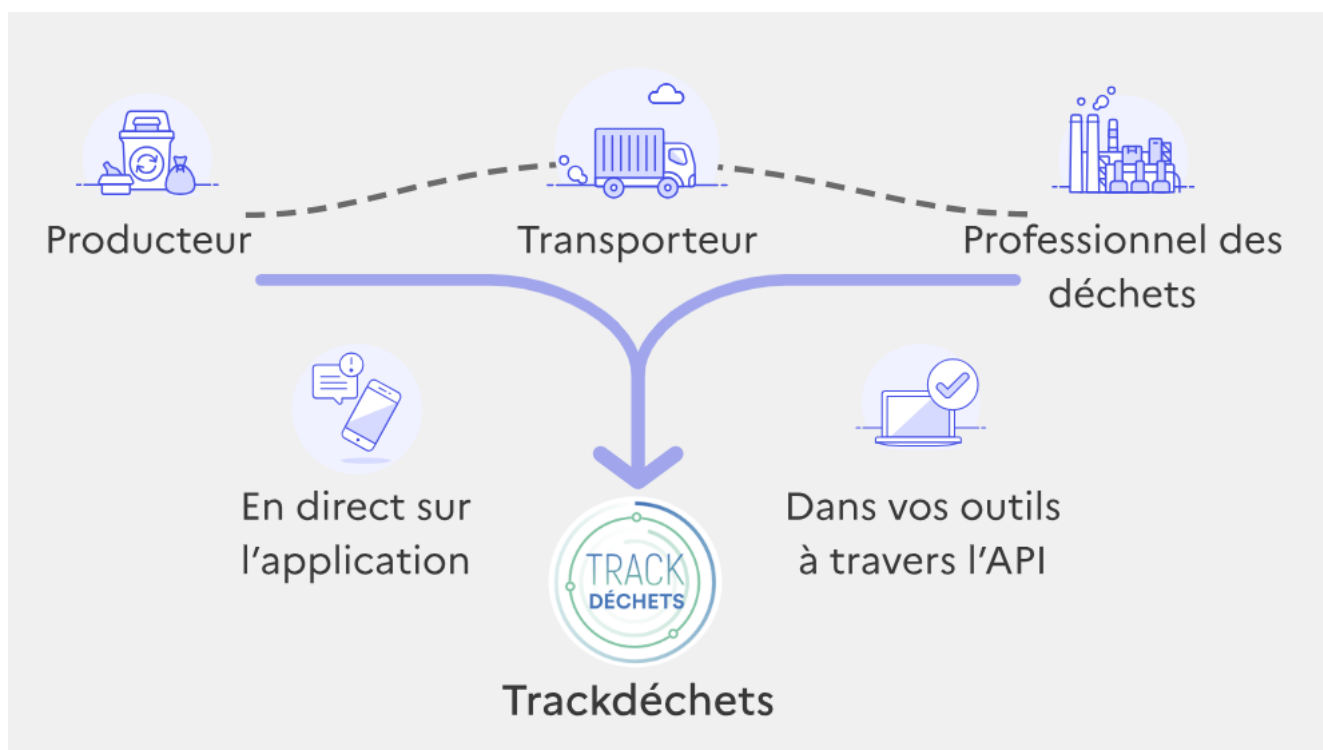 Producteur
Transporteur
Professionnel des
déchets
En direct sur
l'application
Dans vos outils
à travers l'API
TRACK
DÉCHETS
Trackdéchets